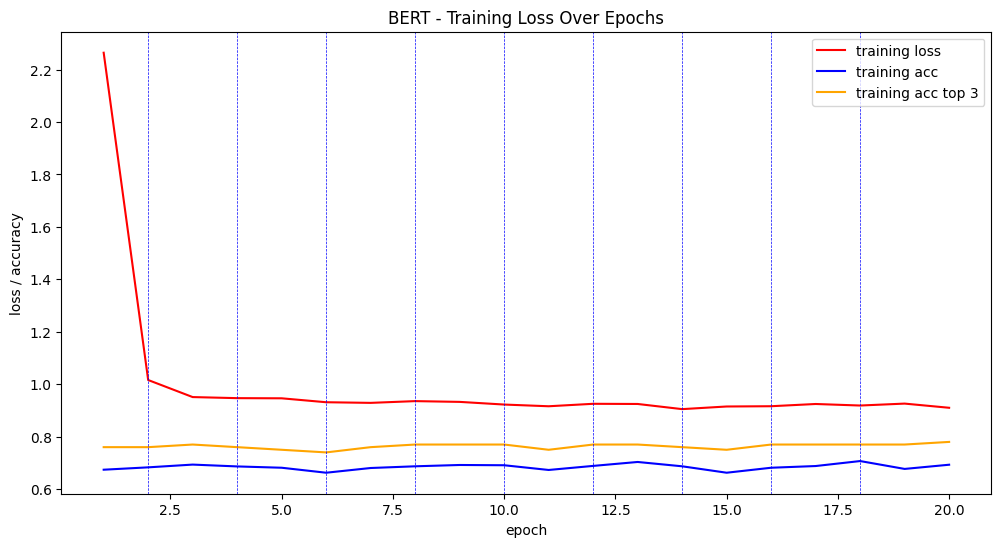 BERT - Training Loss Over Epochs
training loss
training acc
training acc top 3
loss / accuracy
2.2
2.0
1.8
1.6
1.4
1.2
1.0
0.8
0.6
2.5 5.0 7.5 10.0 12.5 15.0 17.5 20.0
epoch